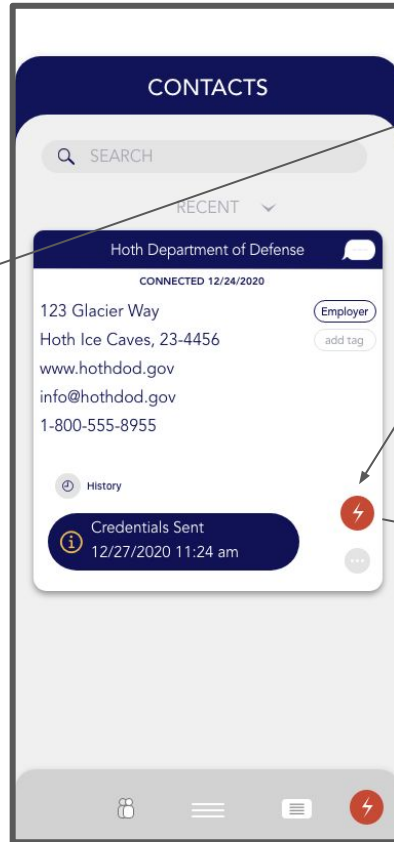 CONTACTS
SEARCH
RECENT
Hoth Department of Defense
CONNECTED 12/24/2020
123 Glacier Way
Employer
Hoth Ice Caves, 23-4456
add tag
www.hothdod.gov
info@hothdod.gov
1-800-555-8955
History
Credentials Sent
12/27/2020 11:24 am